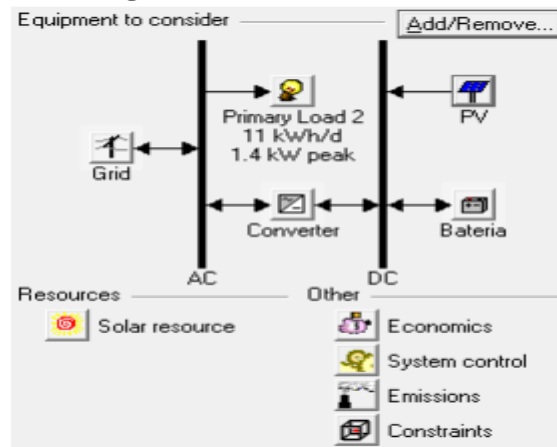 Equipment to consider
Add/Remove...
Primary Load 2
11 kWh/d
1.4 kW peak
PV
Grid
Converter
Bateria
AC
DC
Resources
Other
Solar resource
Economics
System control
Emissions
Constraints